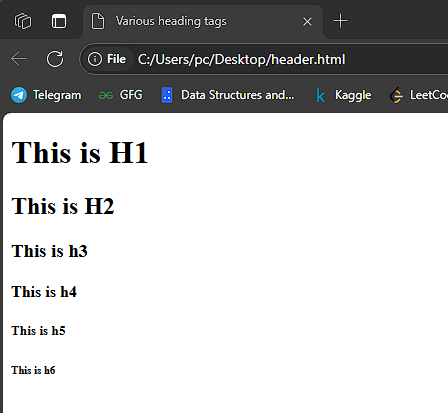 Various heading tags
File C:/Users/pc/Desktop/header.html
Telegram GFG Data Structures and... Kaggle LeetCo
This is H1
This is H2
This is h3
This is h4
This is h5
This is h6